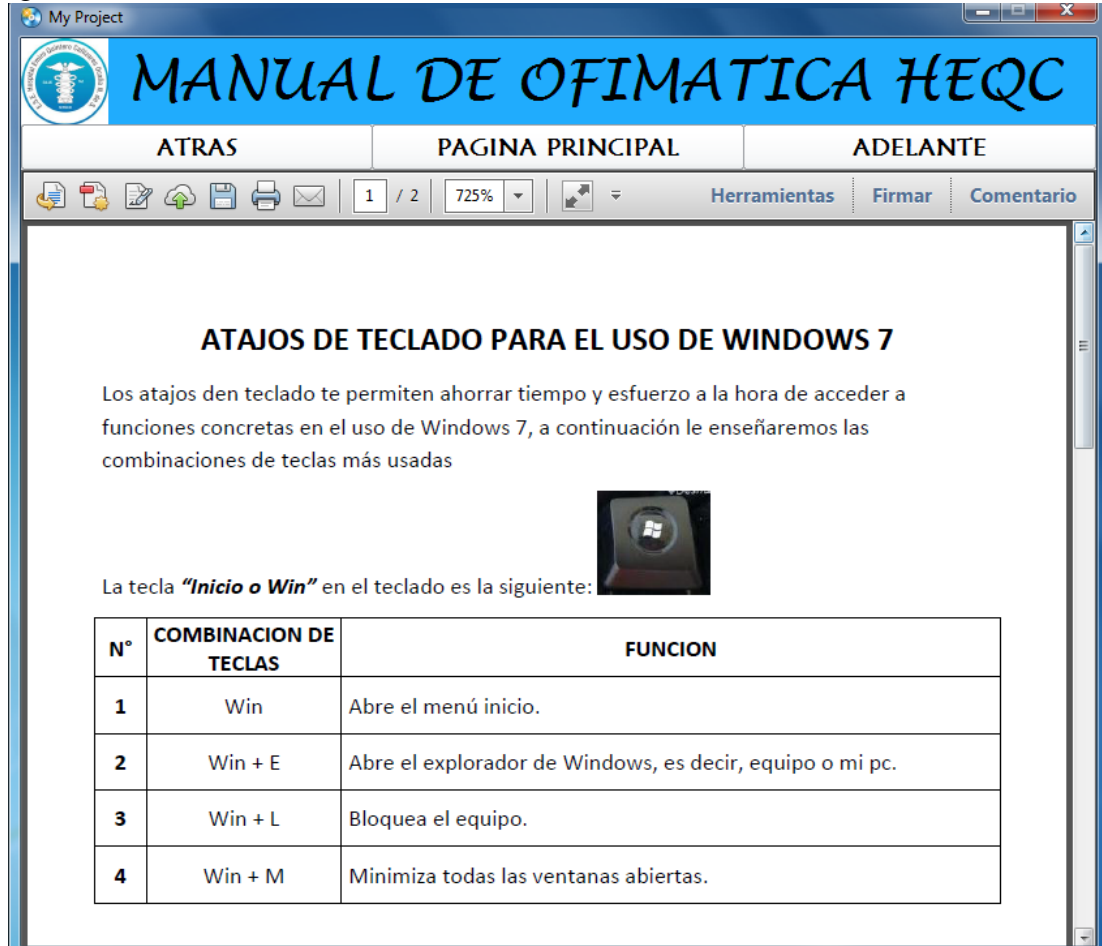 My Project
MANUAL DE OFIMATICA HEQC
ATRAS
PAGINA PRINCIPAL
ADELANTE
1 / 2
725%
Herramientas
Firmar
Comentario
ATAJOS DE TECLADO PARA EL USO DE WINDOWS 7
Los atajos den teclado te permiten ahorrar tiempo y esfuerzo a la hora de acceder a
funciones concretas en el uso de Windows 7, a continuación le enseñaremos las
combinaciones de teclas más usadas
La tecla “Inicio o Win” en el teclado es la siguiente:
N° COMBINACION DE TECLAS FUNCION
1 Win Abre el menú inicio.
2 Win + E Abre el explorador de Windows, es decir, equipo o mi pc.
3 Win + L Bloquea el equipo.
4 Win + M Minimiza todas las ventanas abiertas.